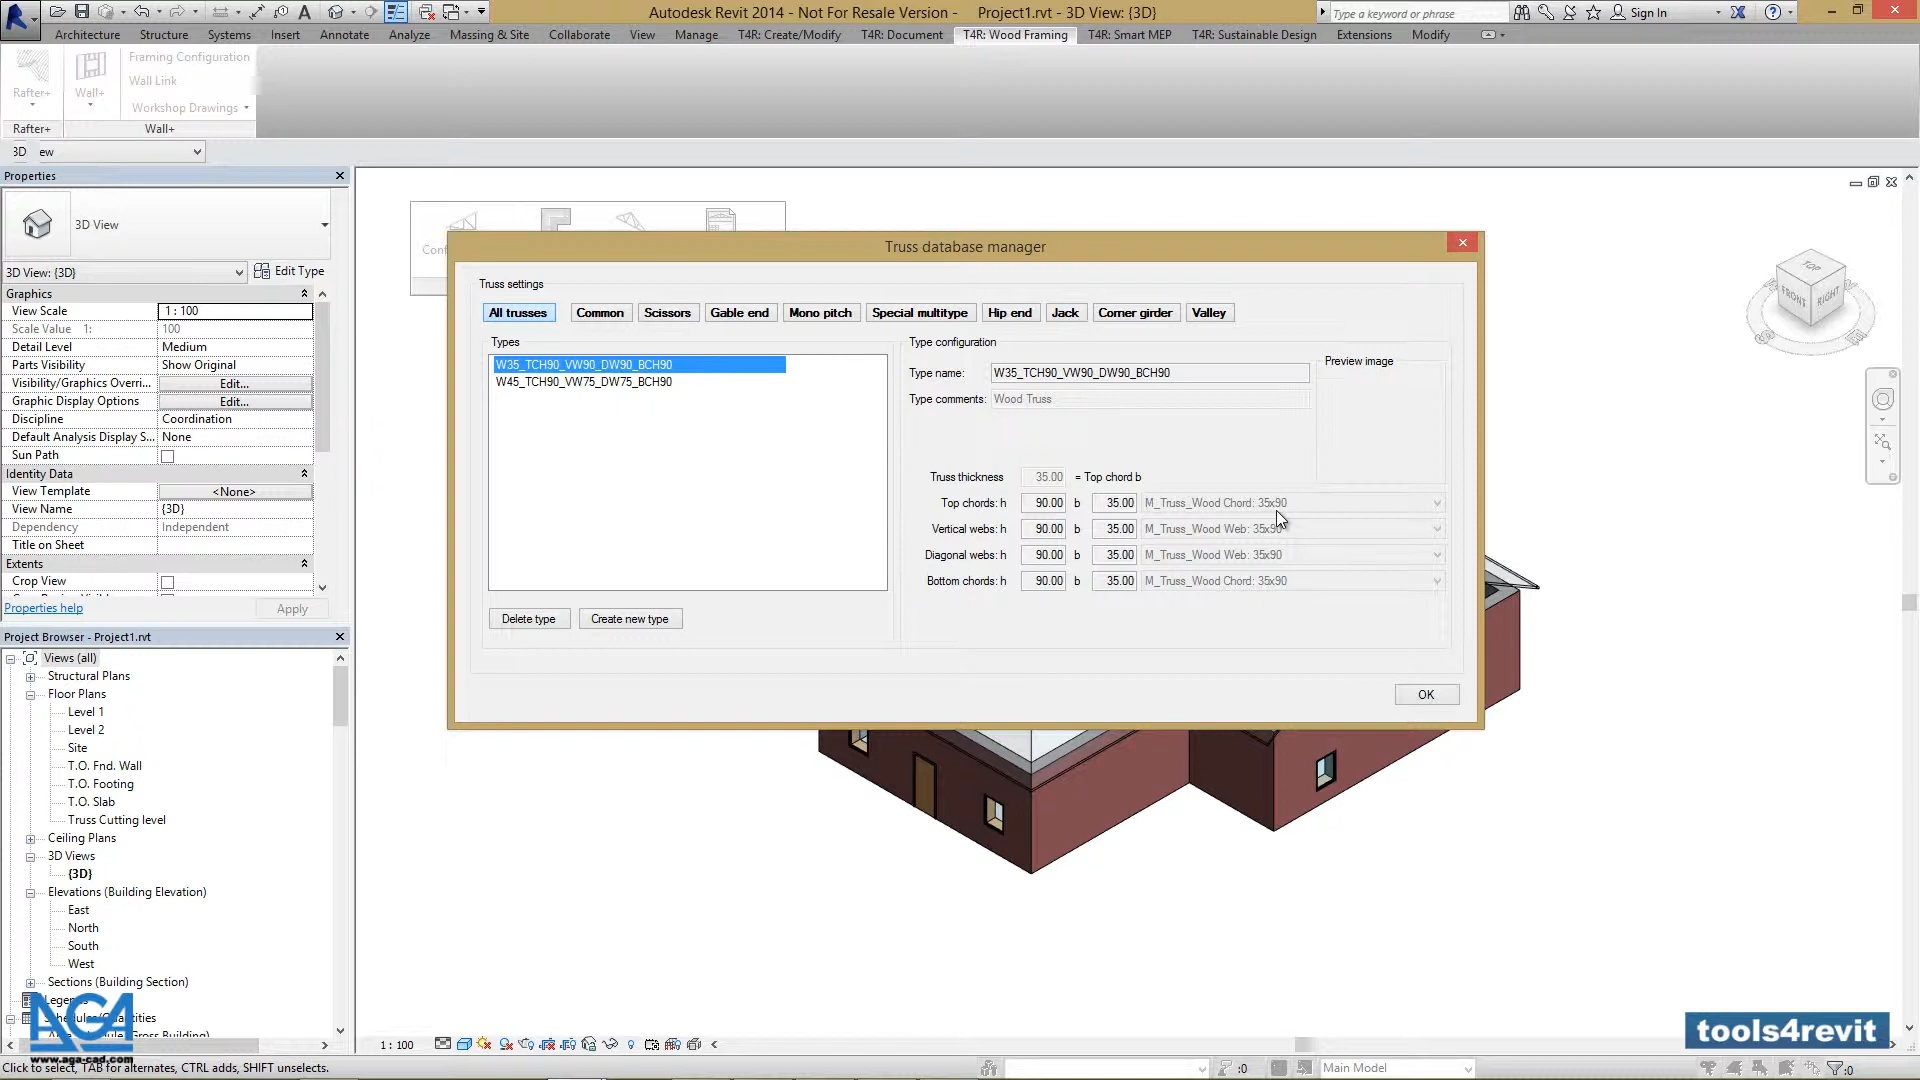 Autodesk Revit 2014 - Not For Resale Version - Project1.rvt - 3D View: {3D}
Type a keyword or phrase
Sign In
Architecture Structure Systems Insert Annotate Analyze Massing & Site Collaborate View Manage T4R: Create/Modify T4R: Document T4R: Wood Framing T4R: Smart MEP T4R: Sustainable Design Extensions Modify
Framing Configuration
Wall Link
Rafter+ Wall+
Workshop Drawings
Rafter+ Wall+
3D ew
Properties
3D View
3D View: {3D} Edit Type
Graphics
View Scale 1 : 100
Scale Value 1: 100
Detail Level Medium
Parts Visibility Show Original
Visibility/Graphics Overri... Edit...
Graphic Display Options Edit...
Discipline Coordination
Default Analysis Display S... None
Sun Path
Identity Data
View Template <None>
View Name {3D}
Dependency Independent
Title on Sheet
Extents
Crop View
Properties help Apply
Project Browser - Project1.rvt
Views (all)
Structural Plans
Floor Plans
Level 1
Level 2
Site
T.O. Fnd. Wall
T.O. Footing
T.O. Slab
Truss Cutting level
Ceiling Plans
3D Views
{3D}
Elevations (Building Elevation)
East
North
South
West
Sections (Building Section)
AGA
www.aga-cad.com
Click to select, TAB for alternates, CTRL adds, SHIFT unselects.
Truss database manager
Truss settings
All trusses Common Scissors Gable end Mono pitch Special multitype Hip end Jack Corner girder Valley
Types
W35_TCH90_VW90_DW90_BCH90
W45_TCH90_VW75_DW75_BCH90
Delete type Create new type
Type configuration
Type name: W35_TCH90_VW90_DW90_BCH90
Type comments: Wood Truss
Preview image
Truss thickness 35.00 = Top chord b
Top chords: h 90.00 b 35.00 M_Truss_Wood Chord: 35x90
Vertical webs: h 90.00 b 35.00 M_Truss_Wood Web: 35x90
Diagonal webs: h 90.00 b 35.00 M_Truss_Wood Web: 35x90
Bottom chords: h 90.00 b 35.00 M_Truss_Wood Chord: 35x90
OK
TOP
FRONT
RIGHT
1 : 100
:0
Main Model
:0
tools4revit